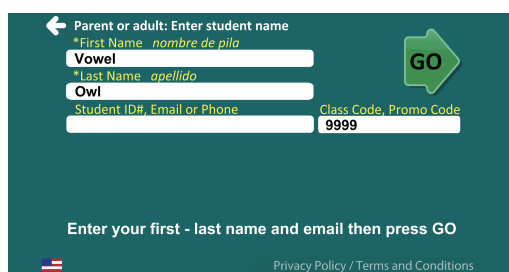 Parent or adult: Enter student name
*First Name nombre de pila
Vowel
GO
*Last Name apellido
Owl
Student ID#, Email or Phone Class Code, Promo Code
9999
Enter your first - last name and email then press GO
Privacy Policy / Terms and Conditions